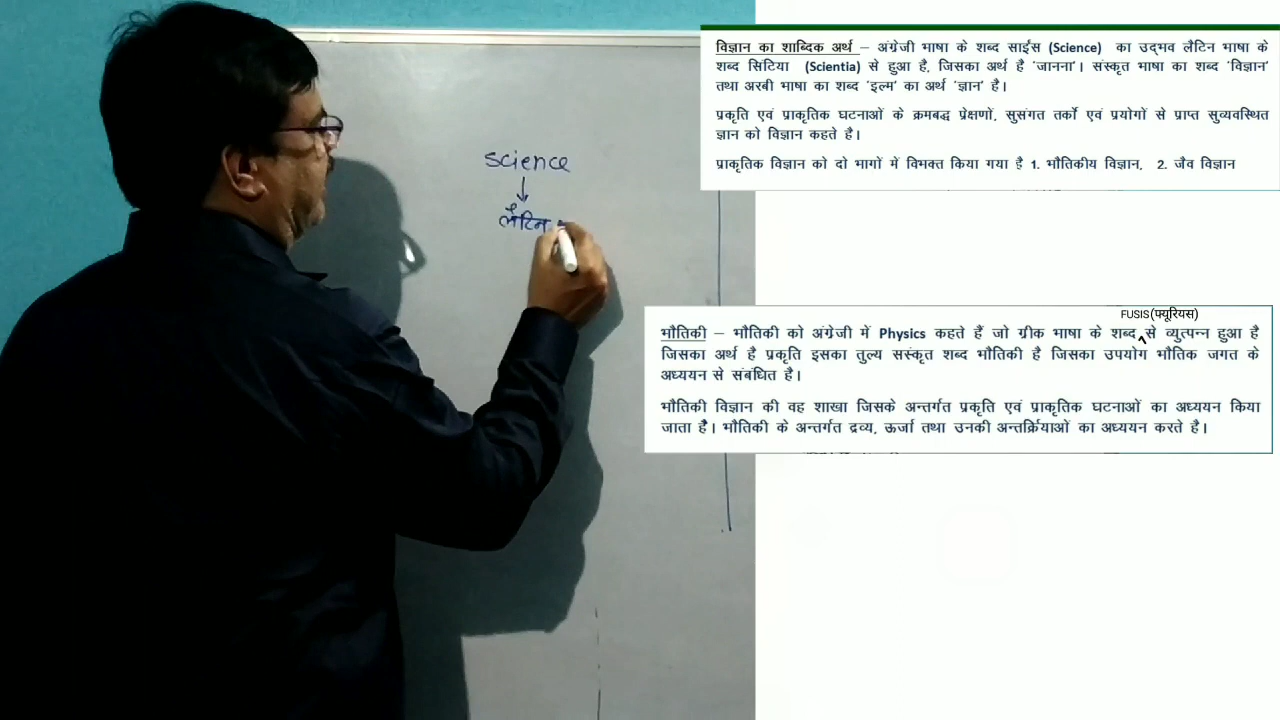 science
↓
लैटिन
विज्ञान का शाब्दिक अर्थ – अंग्रेजी भाषा के शब्द साईंस (Science) का उद्भव लैटिन भाषा के
शब्द सिटिया (Scientia) से हुआ है, जिसका अर्थ है 'जानना'। संस्कृत भाषा का शब्द 'विज्ञान'
तथा अरबी भाषा का शब्द 'इल्म' का अर्थ 'ज्ञान' है।
प्रकृति एवं प्राकृतिक घटनाओं के क्रमबद्ध प्रेक्षणों, सुसंगत तर्को एवं प्रयोगों से प्राप्त सुव्यवस्थित
ज्ञान को विज्ञान कहते है।
प्राकृतिक विज्ञान को दो भागों में विभक्त किया गया है 1. भौतिकीय विज्ञान, 2. जैव विज्ञान
FUSIS(फ्यूरियस)
भौतिकी – भौतिकी को अंग्रेजी में Physics कहते हैं जो ग्रीक भाषा के शब्द ^ से व्युत्पन्न हुआ है
जिसका अर्थ है प्रकृति इसका तुल्य सस्कृत शब्द भौतिकी है जिसका उपयोग भौतिक जगत के
अध्ययन से संबंधित है।
भौतिकी विज्ञान की वह शाखा जिसके अन्तर्गत प्रकृति एवं प्राकृतिक घटनाओं का अध्ययन किया
जाता है। भौतिकी के अन्तर्गत द्रव्य, ऊर्जा तथा उनकी अन्तर्क्रियाओं का अध्ययन करते है।